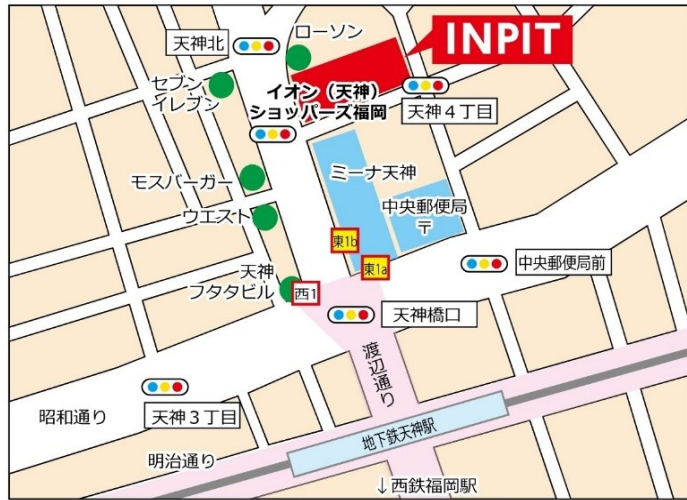 ローソン
INPIT
天神北
セブン
イレブン
イオン（天神）
ショッパーズ福岡
天神４丁目
ミーナ天神
モスバーガー
中央郵便局
〒
ウエスト
東1b
東1a
中央郵便局前
天神
フタタビル
西1
天神橋口
渡辺通り
昭和通り
天神３丁目
地下鉄天神駅
明治通り
↓西鉄福岡駅